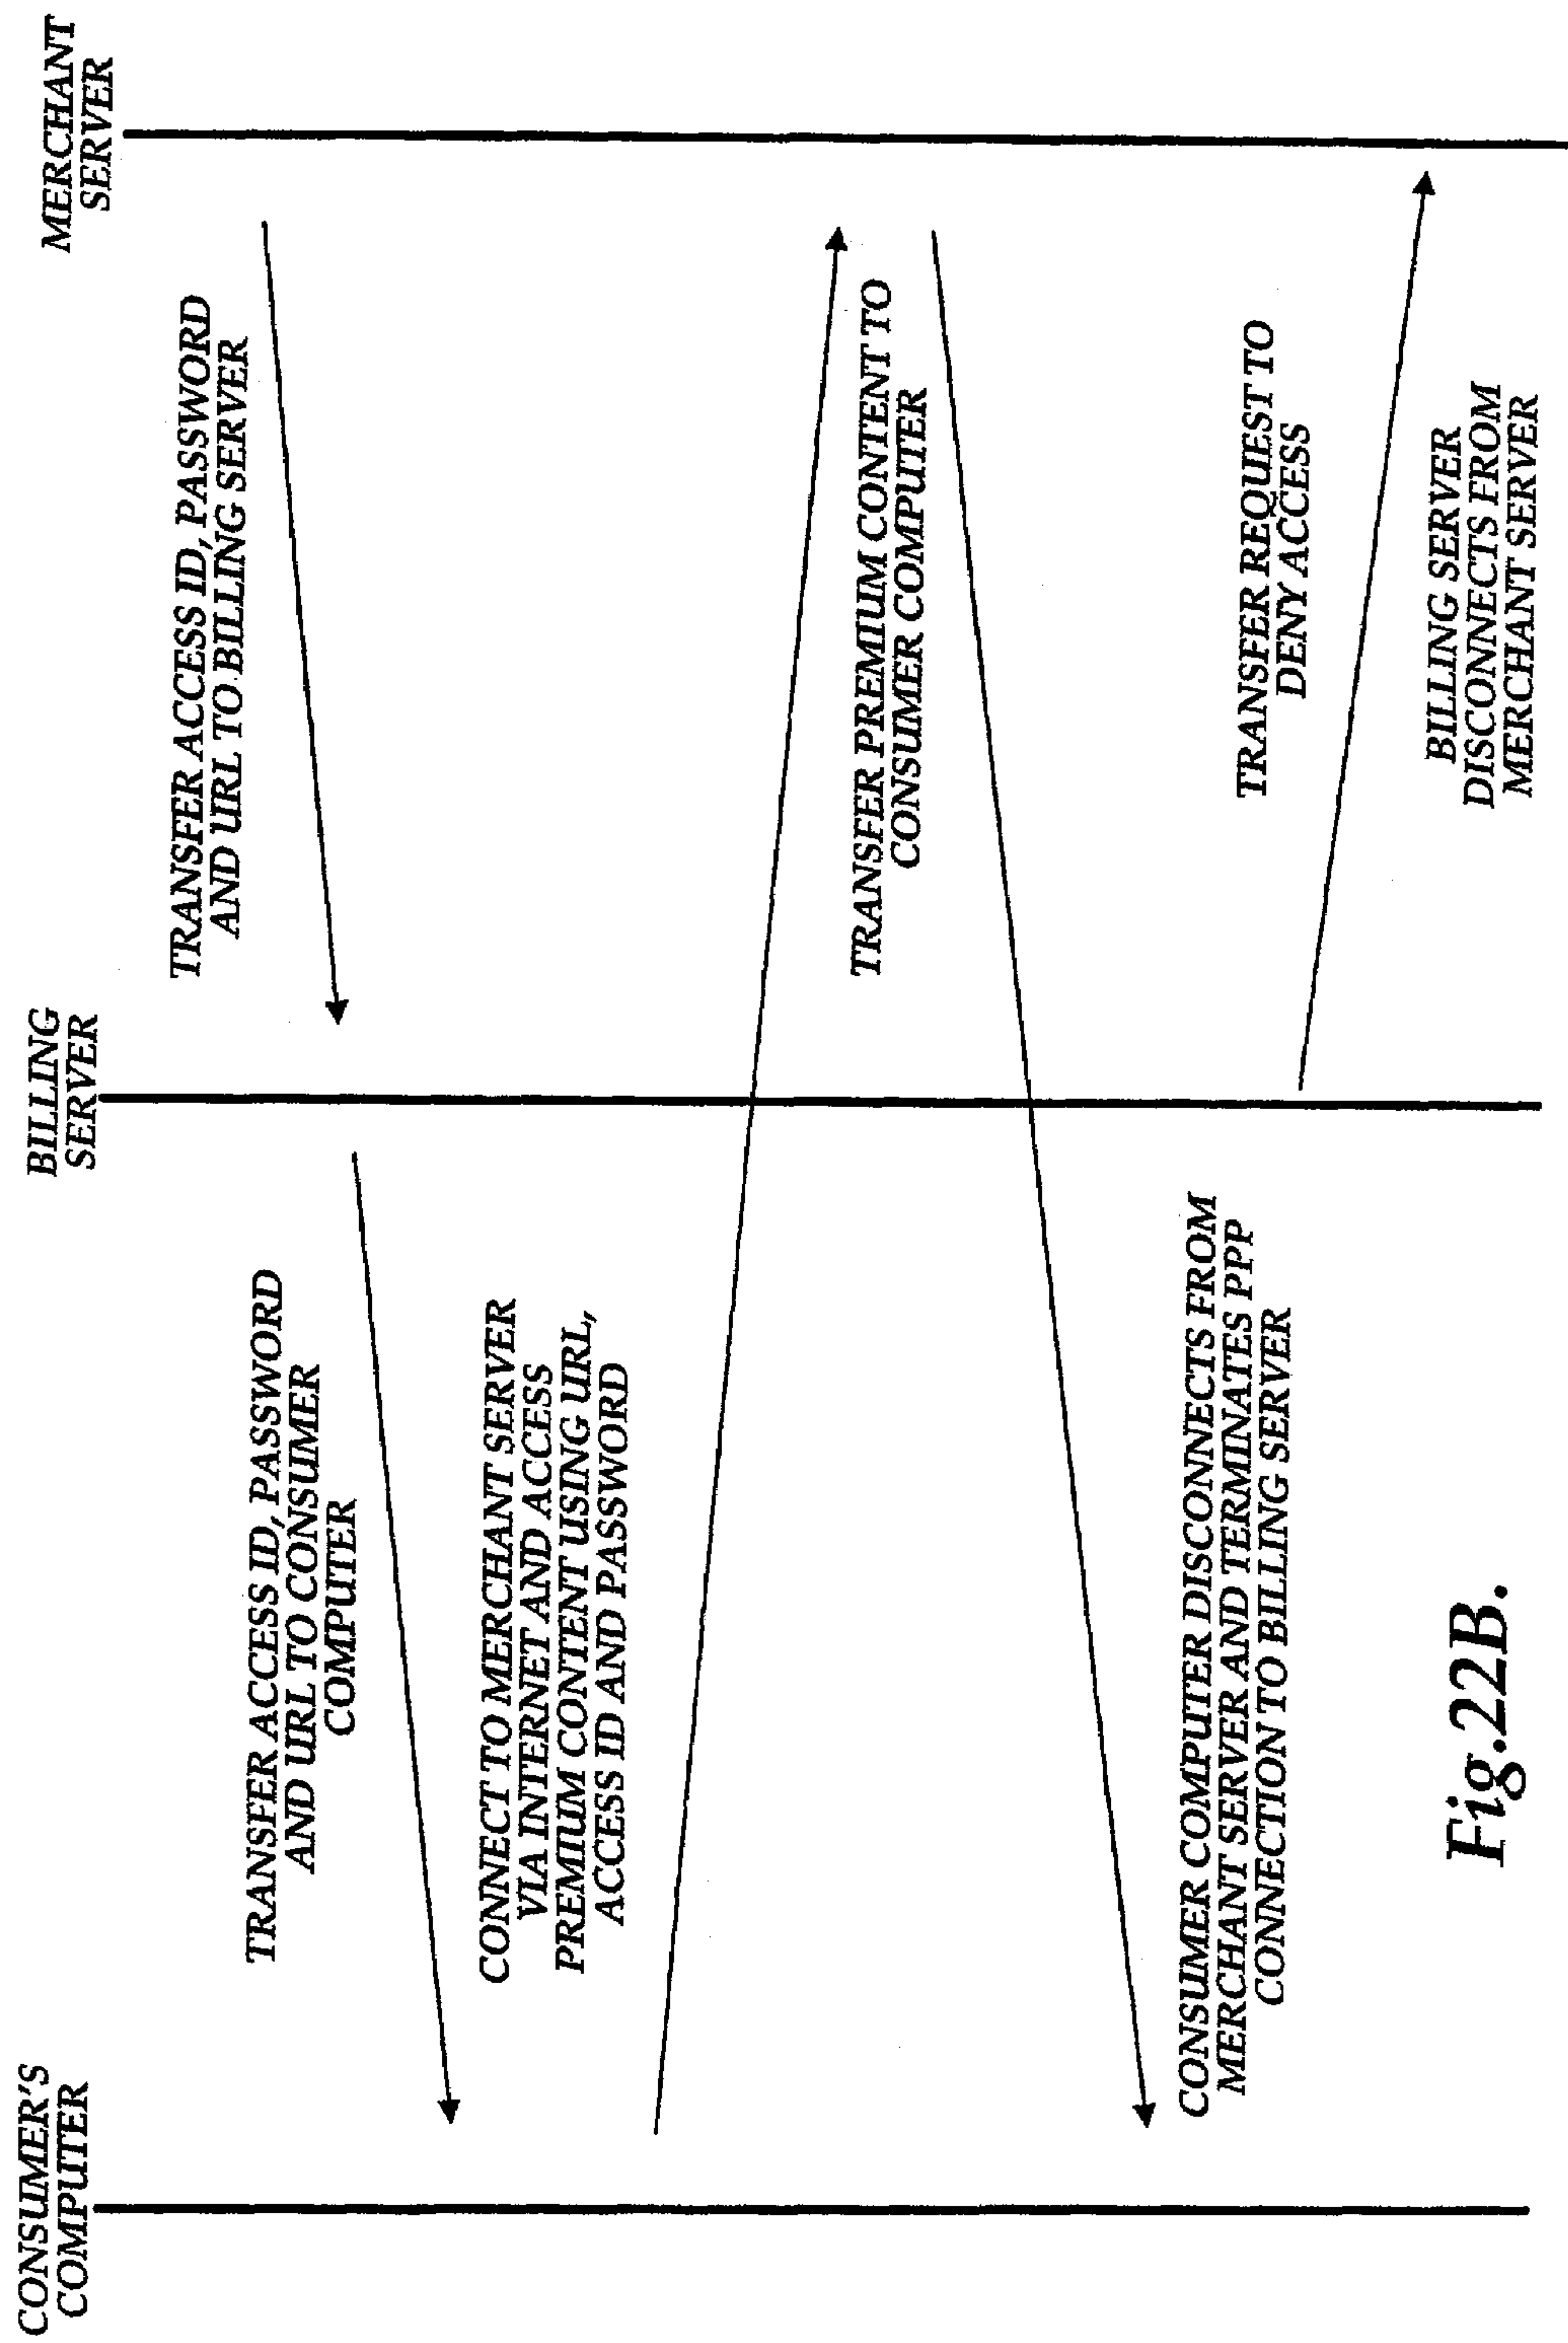 CONSUMER'S
COMPUTER
BILLING
SERVER
MERCHANT
SERVER
TRANSFER ACCESS ID, PASSWORD
AND URL TO BILLING SERVER
TRANSFER ACCESS ID, PASSWORD
AND URL TO CONSUMER
COMPUTER
CONNECT TO MERCHANT SERVER
VIA INTERNET AND ACCESS
PREMIUM CONTENT USING URL,
ACCESS ID AND PASSWORD
TRANSFER PREMIUM CONTENT TO
CONSUMER COMPUTER
CONSUMER COMPUTER DISCONNECTS FROM
MERCHANT SERVER AND TERMINATES PPP
CONNECTION TO BILLING SERVER
TRANSFER REQUEST TO
DENY ACCESS
BILLING SERVER
DISCONNECTS FROM
MERCHANT SERVER
Fig.22B.